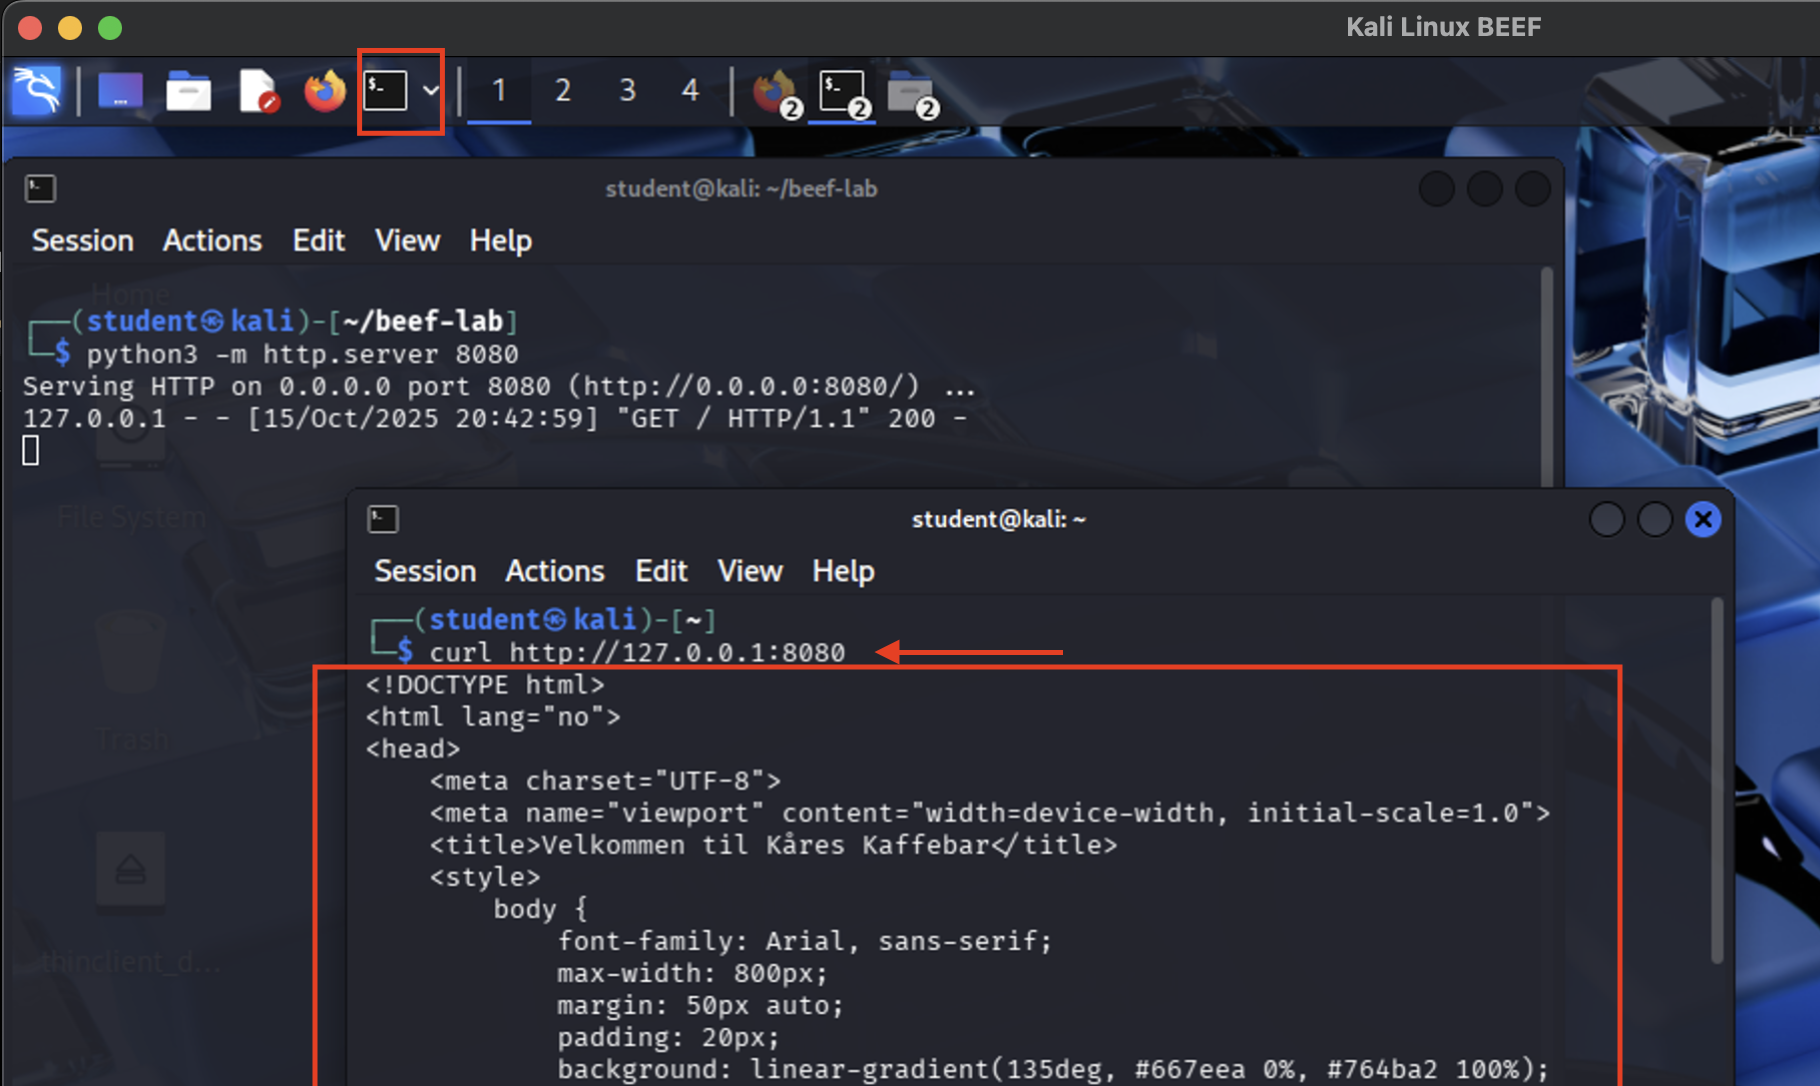 Kali Linux BEEF
1 2 3 4 2 2 2
student@kali: ~/beef-lab
Session Actions Edit View Help
Home
┌──(student㉿kali)-[~/beef-lab]
└─$ python3 -m http.server 8080
Serving HTTP on 0.0.0.0 port 8080 (http://0.0.0.0:8080/) ...
127.0.0.1 - - [15/Oct/2025 20:42:59] "GET / HTTP/1.1" 200 -
File System
Trash
thinclient_d...
student@kali: ~
Session Actions Edit View Help
┌──(student㉿kali)-[~]
└─$ curl http://127.0.0.1:8080
<!DOCTYPE html>
<html lang="no">
<head>
    <meta charset="UTF-8">
    <meta name="viewport" content="width=device-width, initial-scale=1.0">
    <title>Velkommen til Kåres Kaffebar</title>
    <style>
        body {
            font-family: Arial, sans-serif;
            max-width: 800px;
            margin: 50px auto;
            padding: 20px;
            background: linear-gradient(135deg, #667eea 0%, #764ba2 100%);